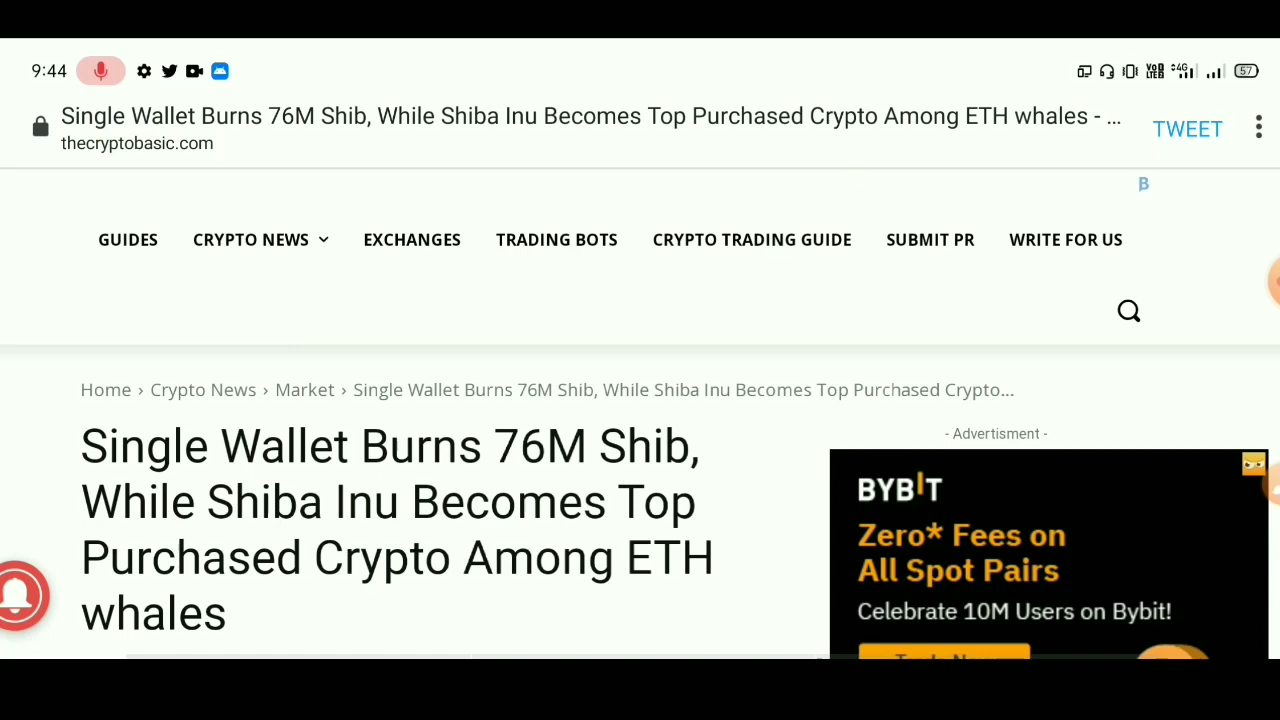 9:44
VoD LTE 4G 57
Single Wallet Burns 76M Shib, While Shiba Inu Becomes Top Purchased Crypto Among ETH whales - ...
thecryptobasic.com
TWEET
B
GUIDES CRYPTO NEWS EXCHANGES TRADING BOTS CRYPTO TRADING GUIDE SUBMIT PR WRITE FOR US
Home › Crypto News › Market › Single Wallet Burns 76M Shib, While Shiba Inu Becomes Top Purchased Crypto...
Single Wallet Burns 76M Shib,
While Shiba Inu Becomes Top
Purchased Crypto Among ETH
whales
- Advertisment -
BYBIT
Zero* Fees on
All Spot Pairs
Celebrate 10M Users on Bybit!